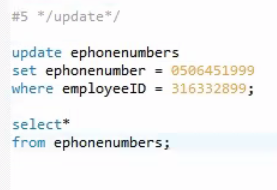 #5 */update*/
update ephonenumbers
set ephonenumber = 0506451999
where employeeID = 316332899;
select*
from ephonenumbers;